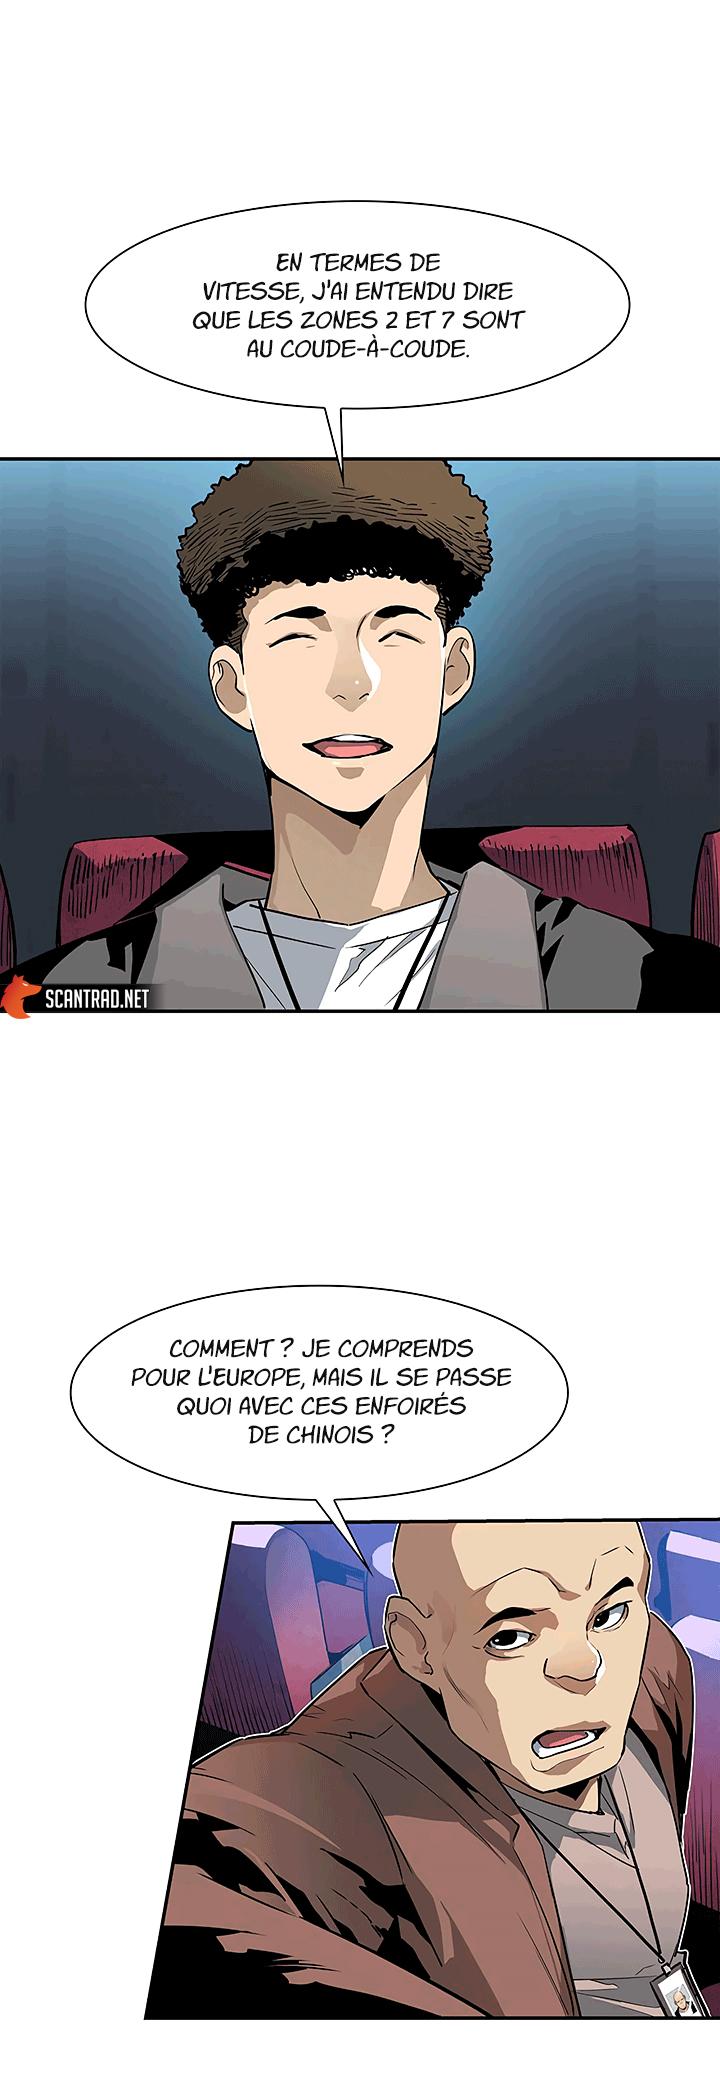 EN TERMES DE
VITESSE, J'AI ENTENDU DIRE
QUE LES ZONES 2 ET 7 SONT
AU COUDE-À-COUDE.
SCANTRAD.NET
COMMENT ? JE COMPRENDS
POUR L'EUROPE, MAIS IL SE PASSE
QUOI AVEC CES ENFOIRÉS
DE CHINOIS ?